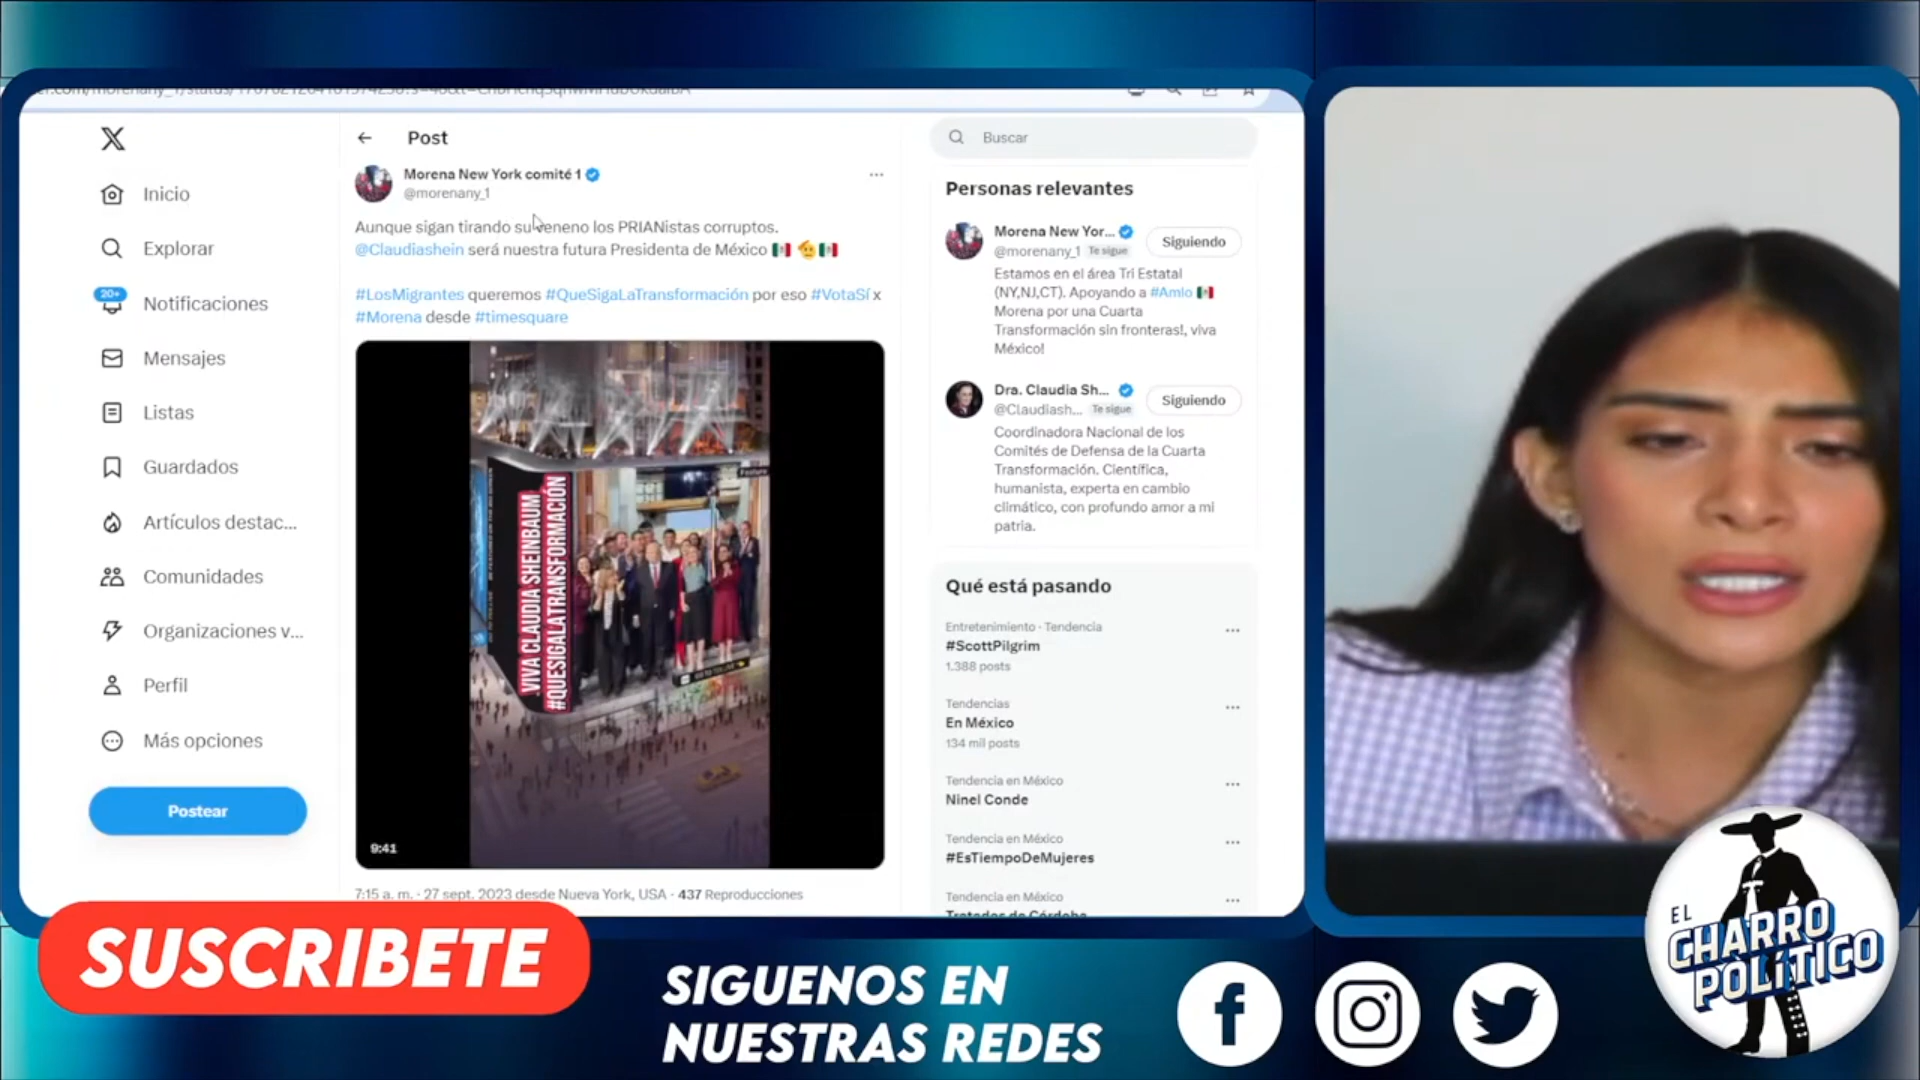 Post
Buscar
Inicio
Explorar
20+
Notificaciones
Mensajes
Listas
Guardados
Artículos destac...
Comunidades
Organizaciones v...
Perfil
Más opciones
Postear
Morena New York comité 1
@morenany_1
Aunque sigan tirando su veneno los PRIANistas corruptos.
@Claudiashein será nuestra futura Presidenta de México
#LosMigrantes queremos #QueSigaLaTransformación por eso #VotaSí x
#Morena desde #timesquare
VIVA CLAUDIA SHEINBAUM
#QUESIGALATRANSFORMACIÓN
9:41
7:15 a. m. · 27 sept. 2023 desde Nueva York, USA · 437 Reproducciones
Personas relevantes
Morena New Yor...
@morenany_1 Te sigue
Siguiendo
Estamos en el área Tri Estatal
(NY,NJ,CT). Apoyando a #Amlo
Morena por una Cuarta
Transformación sin fronteras!, viva
México!
Dra. Claudia Sh...
@Claudiash... Te sigue
Siguiendo
Coordinadora Nacional de los
Comités de Defensa de la Cuarta
Transformación. Científica,
humanista, experta en cambio
climático, con profundo amor a mi
patria.
Qué está pasando
Entretenimiento · Tendencia
#ScottPilgrim
1.388 posts
Tendencias
En México
134 mil posts
Tendencia en México
Ninel Conde
Tendencia en México
#EsTiempoDeMujeres
Tendencia en México
Tratados de Córdoba
SUSCRIBETE
SIGUENOS EN
NUESTRAS REDES
EL
CHARRO
POLÍTICO